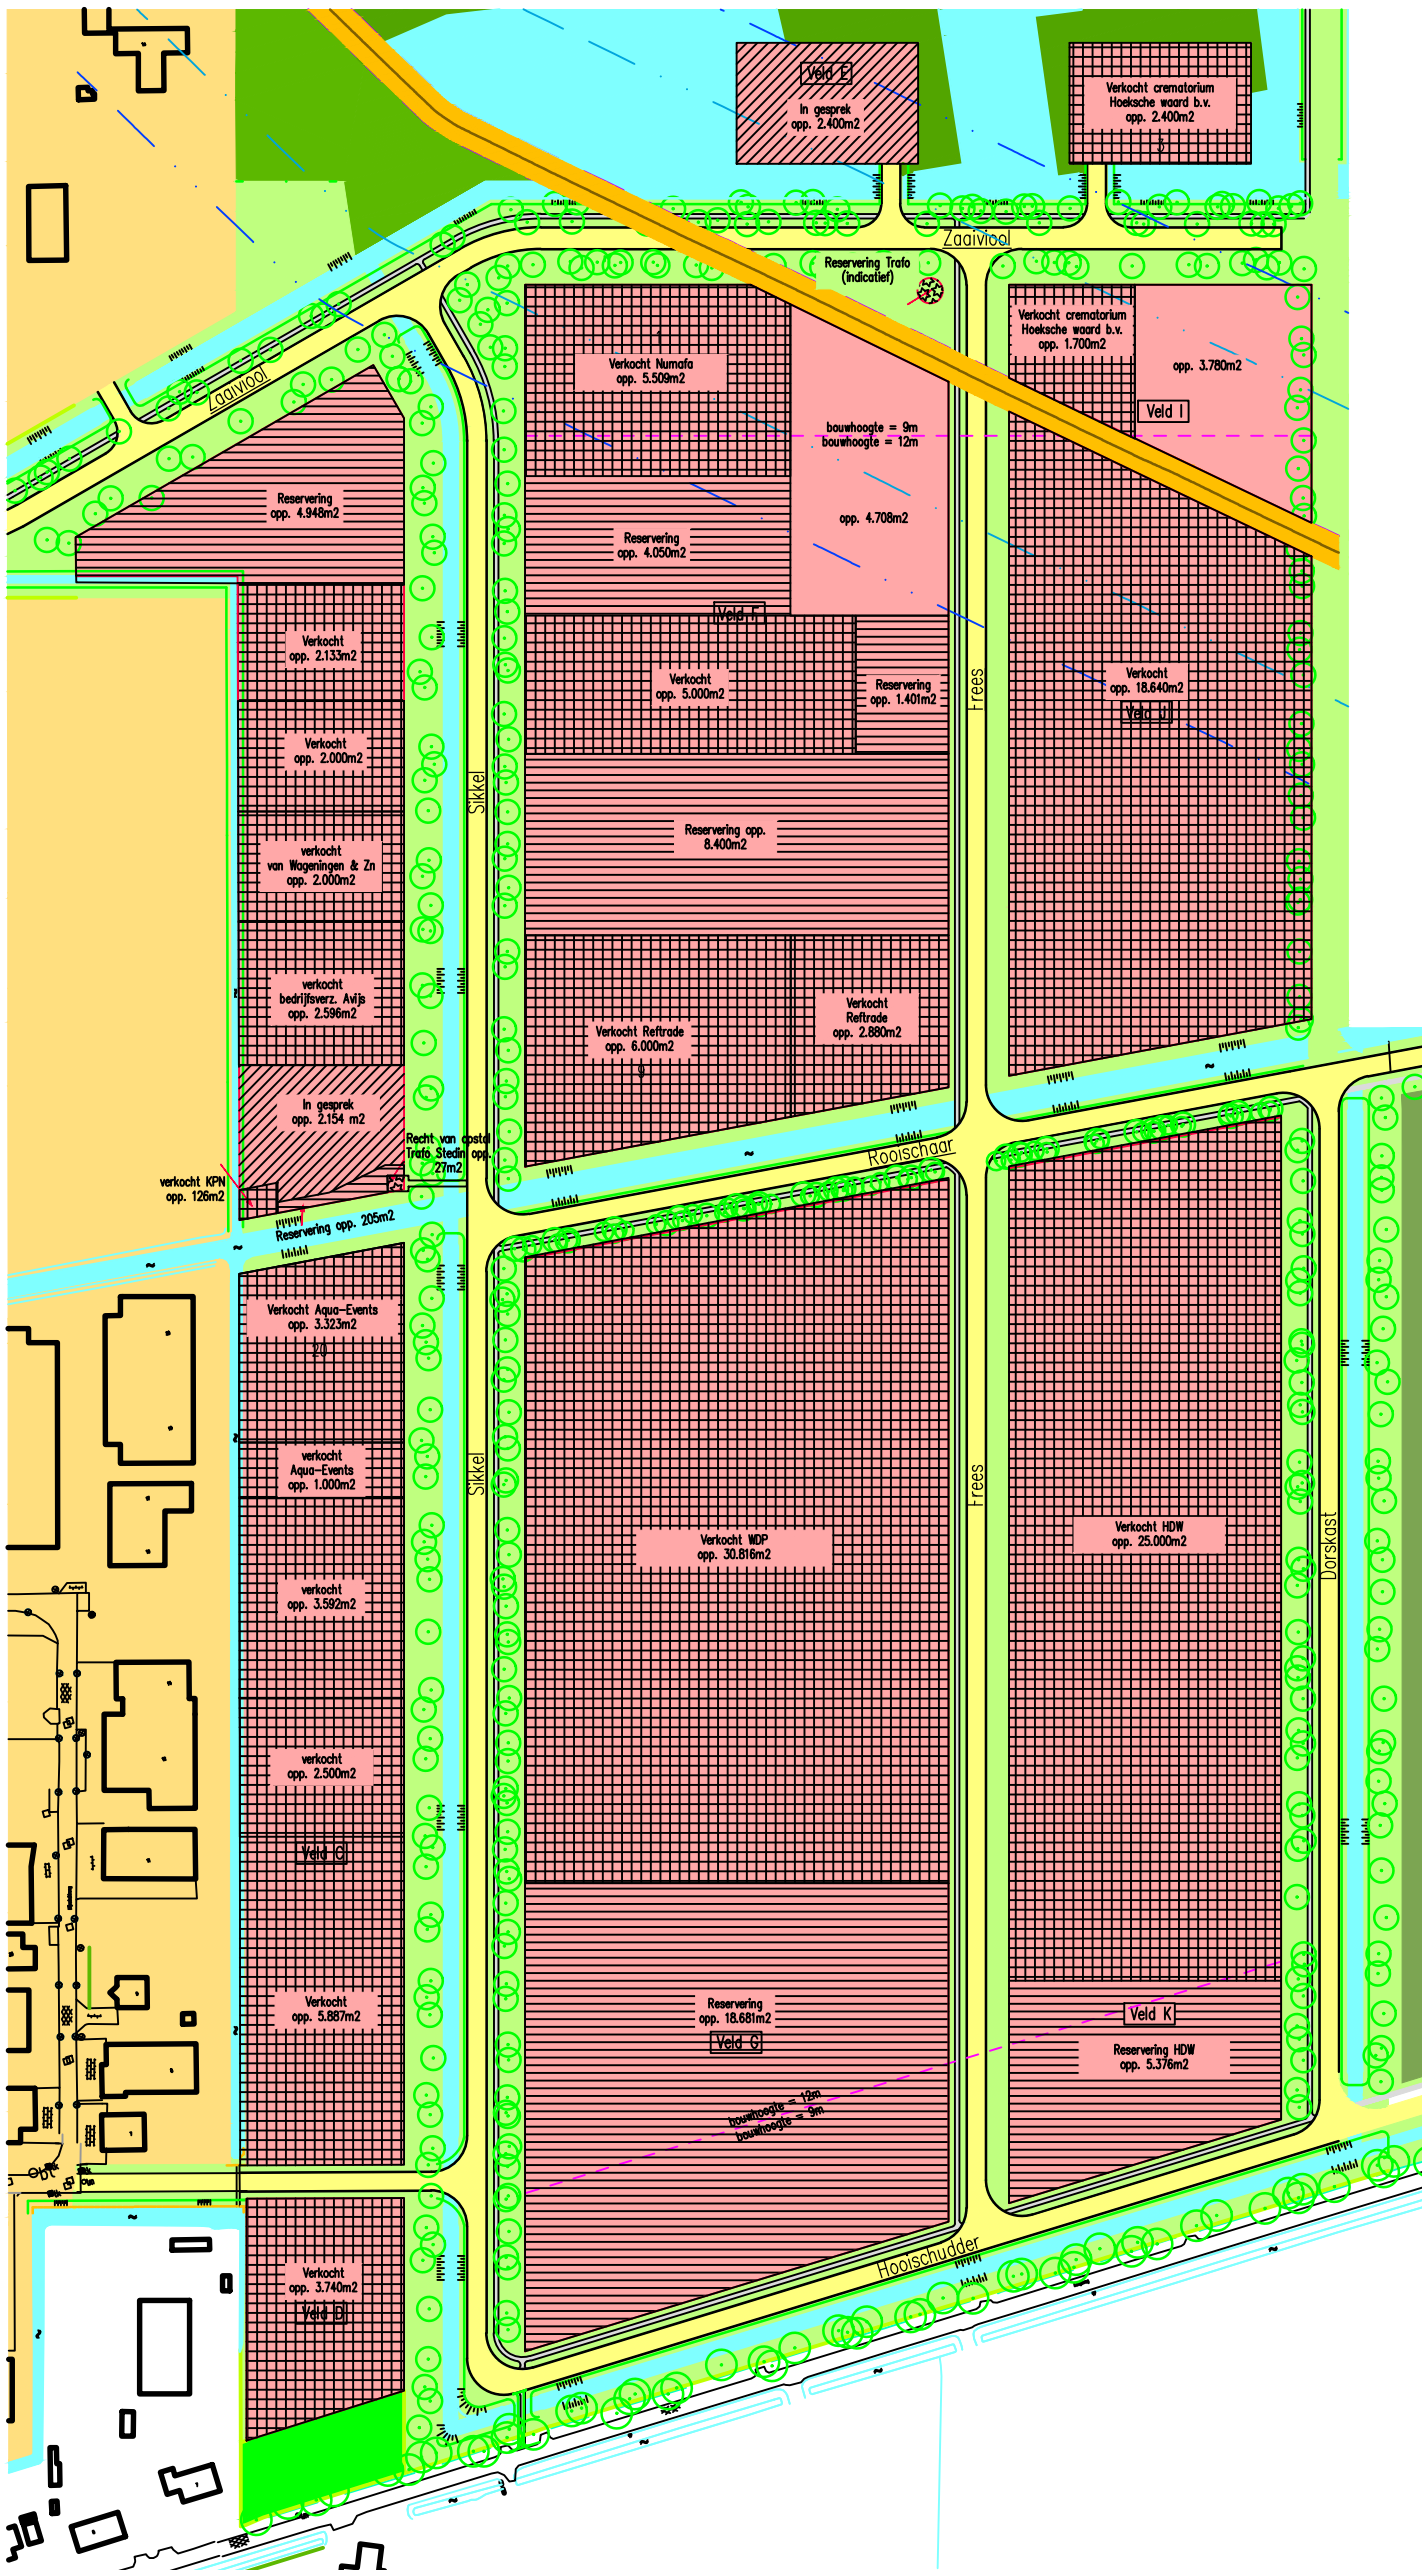 Veld E
In gesprek
opp. 2.400m2
Verkocht crematorium
Hoeksche waard b.v.
opp. 2.400m2
3
Zaaiviool
Reservering Trafo
(indicatief)
Verkocht crematorium
Hoeksche waard b.v.
opp. 1.700m2
opp. 3.780m2
Veld I
1
Verkocht Numafa
opp. 5.509m2
Zaaiviool
bouwhoogte = 9m
bouwhoogte = 12m
Reservering
opp. 4.948m2
opp. 4.708m2
Reservering
opp. 4.050m2
Veld F
Verkocht
opp. 2.133m2
Verkocht
opp. 5.000m2
Reservering
opp. 1.401m2
Frees
Verkocht
opp. 18.640m2
Veld J
Verkocht
opp. 2.000m2
Sikkel
Reservering opp.
8.400m2
verkocht
van Wageningen & Zn
opp. 2.000m2
verkocht
bedrijfsverz. Avijs
opp. 2.596m2
Verkocht Reftrade
opp. 6.000m2
9
Verkocht
Reftrade
opp. 2.880m2
In gesprek
opp. 2.154 m2
Recht van opstal
Trafo Stedin opp.
27m2
Rooischaar
verkocht KPN
opp. 126m2
Reservering opp. 205m2
Verkocht Aqua-Events
opp. 3.323m2
20
verkocht
Aqua-Events
opp. 1.000m2
Sikkel
Frees
Verkocht WDP
opp. 30.816m2
Verkocht HDW
opp. 25.000m2
Dorskast
verkocht
opp. 3.592m2
verkocht
opp. 2.500m2
Veld C
Verkocht
opp. 5.887m2
Reservering
opp. 18.681m2
Veld G
Veld K
Reservering HDW
opp. 5.376m2
bouwhoogte = 12m
bouwhoogte = 9m
Hooischudder
Verkocht
opp. 3.740m2
Veld D